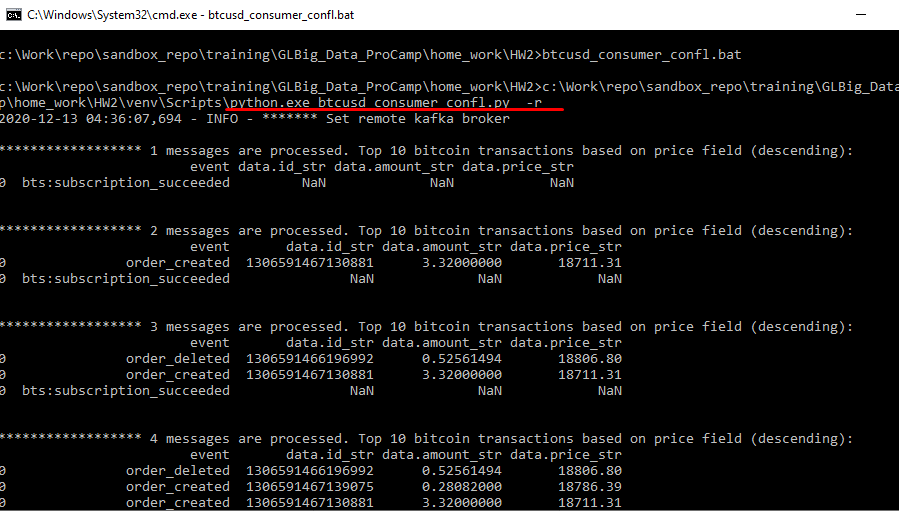 C:\Windows\System32\cmd.exe - btcusd_consumer_confl.bat
c:\Work\repo\sandbox_repo\training\GLBig_Data_ProCamp\home_work\HW2>btcusd_consumer_confl.bat
c:\Work\repo\sandbox_repo\training\GLBig_Data_ProCamp\home_work\HW2>c:\Work\repo\sandbox_repo\training\GLBig_Data
p\home_work\HW2\venv\Scripts\python.exe btcusd_consumer_confl.py -r
2020-12-13 04:36:07,694 - INFO - ******* Set remote kafka broker
****************** 1 messages are processed. Top 10 bitcoin transactions based on price field (descending):
event data.id_str data.amount_str data.price_str
0 bts:subscription_succeeded NaN NaN NaN
****************** 2 messages are processed. Top 10 bitcoin transactions based on price field (descending):
event data.id_str data.amount_str data.price_str
0 order_created 1306591467130881 3.32000000 18711.31
0 bts:subscription_succeeded NaN NaN NaN
****************** 3 messages are processed. Top 10 bitcoin transactions based on price field (descending):
event data.id_str data.amount_str data.price_str
0 order_deleted 1306591466196992 0.52561494 18806.80
0 order_created 1306591467130881 3.32000000 18711.31
0 bts:subscription_succeeded NaN NaN NaN
****************** 4 messages are processed. Top 10 bitcoin transactions based on price field (descending):
event data.id_str data.amount_str data.price_str
0 order_deleted 1306591466196992 0.52561494 18806.80
0 order_created 1306591467139075 0.28082000 18786.39
0 order_created 1306591467130881 3.32000000 18711.31